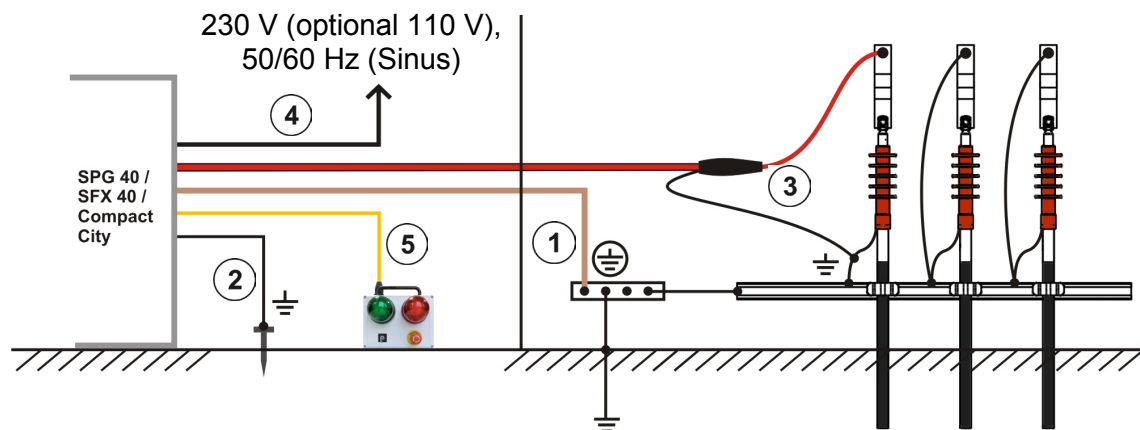 230 V (optional 110 V),
50/60 Hz (Sinus)
4
SPG 40 /
SFX 40 /
Compact
City
3
1
5
2